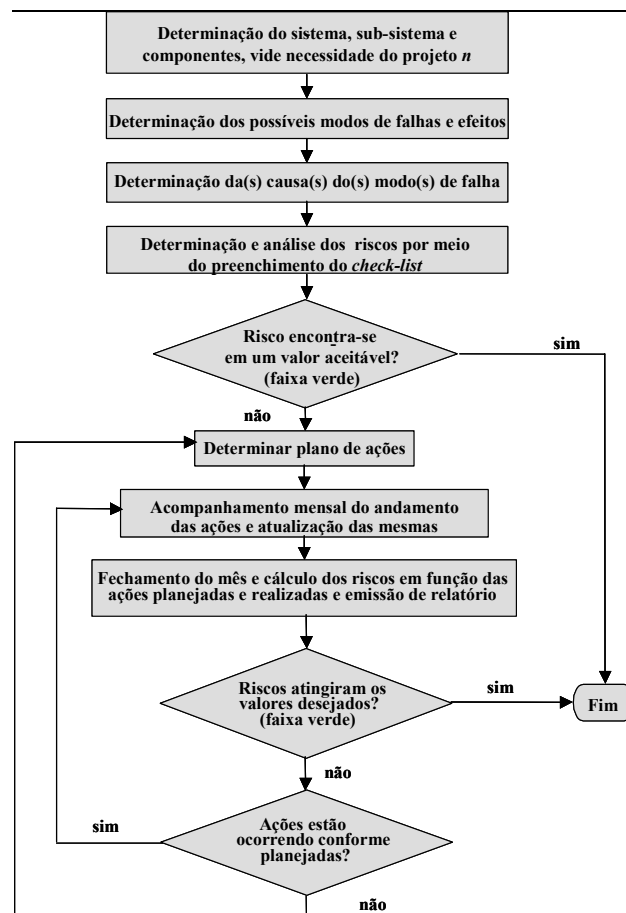 Determinação do sistema, sub-sistema e
componentes, vide necessidade do projeto n
Determinação dos possíveis modos de falhas e efeitos
Determinação da(s) causa(s) do(s) modo(s) de falha
Determinação e análise dos riscos por meio
do preenchimento do check-list
Risco encontra-se
em um valor aceitável?
(faixa verde)
sim
não
Determinar plano de ações
Acompanhamento mensal do andamento
das ações e atualização das mesmas
Fechamento do mês e cálculo dos riscos em função das
ações planejadas e realizadas e emissão de relatório
Riscos atingiram os
valores desejados?
(faixa verde)
sim
Fim
não
Ações estão
ocorrendo conforme
planejadas?
sim
não